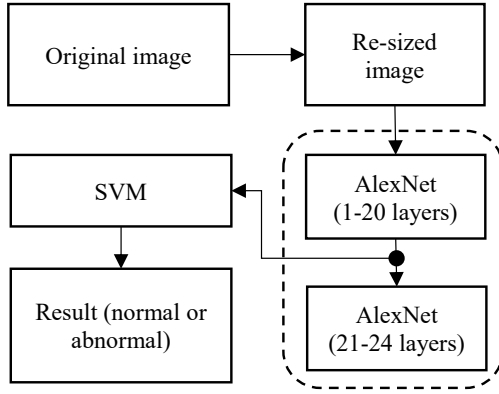 Original image
Re-sized
image
AlexNet
(1-20 layers)
SVM
AlexNet
(21-24 layers)
Result (normal or
abnormal)